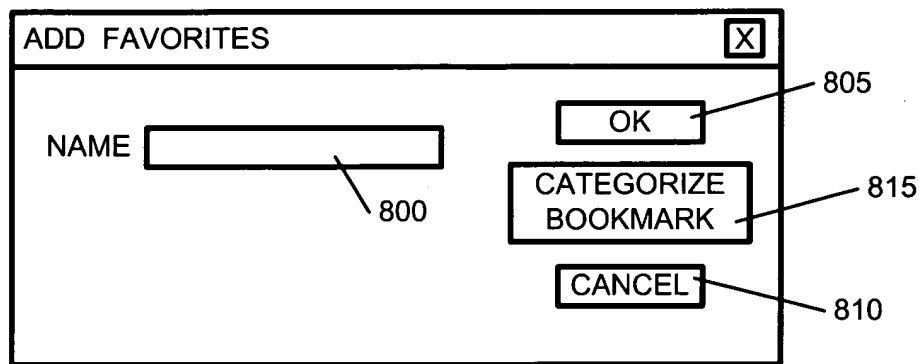 ADD FAVORITES X
805
OK
NAME
CATEGORIZE
BOOKMARK
815
800
CANCEL
810